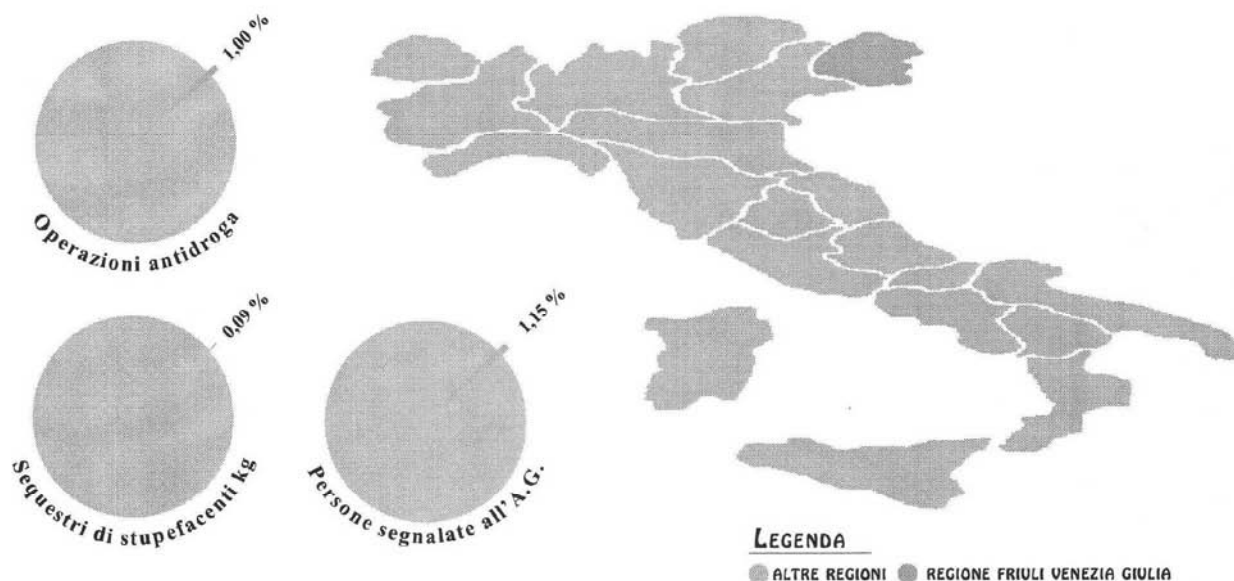 1,00 %
Operazioni antidroga
0,09 %
Sequestri di stupefacenti kg
1,15 %
Persone segnalate all' A.G.
LEGENDA
ALTRE REGIONI
REGIONE FRIULI VENEZIA GIULIA